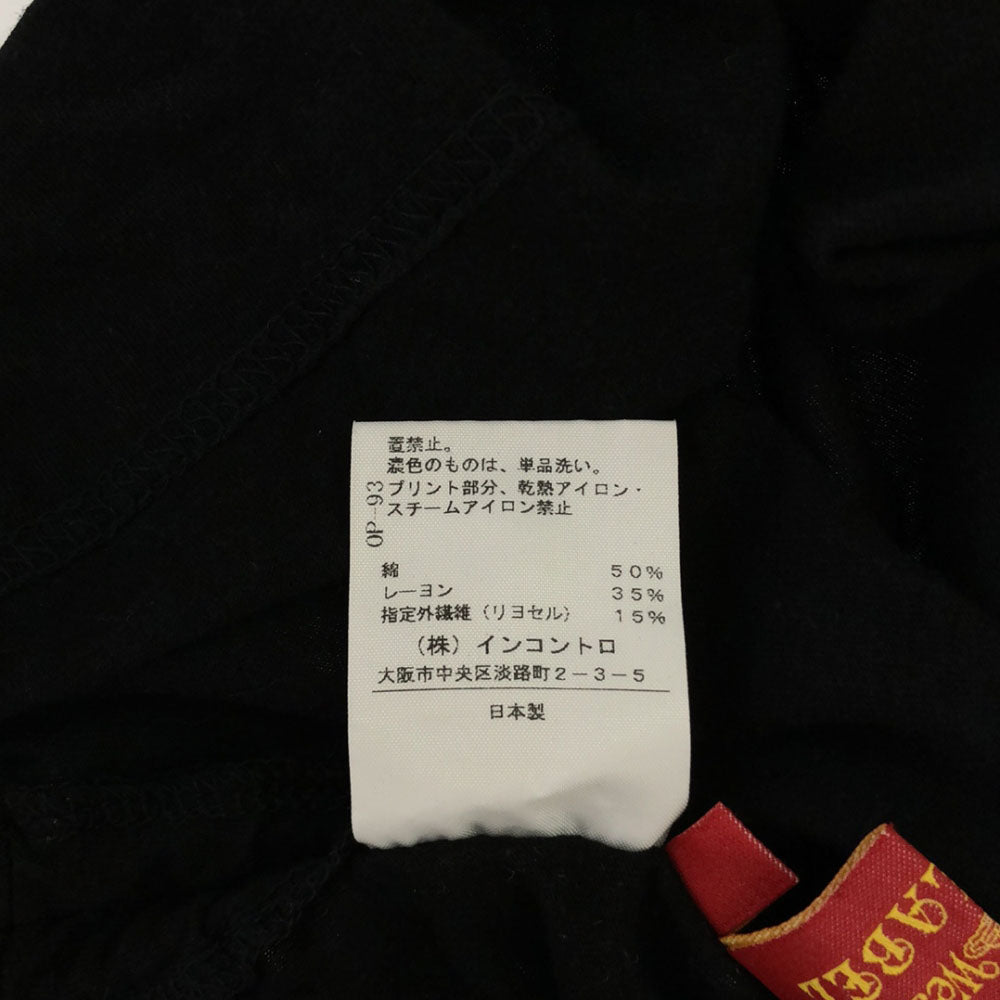 置禁止。
濃色のものは、単品洗い。
プリント部分、乾熱アイロン・
スチームアイロン禁止
OP-93
綿 50%
レーヨン 35%
指定外繊維(リヨセル) 15%
(株)インコントロ
大阪市中央区淡路町2-3-5
日本製